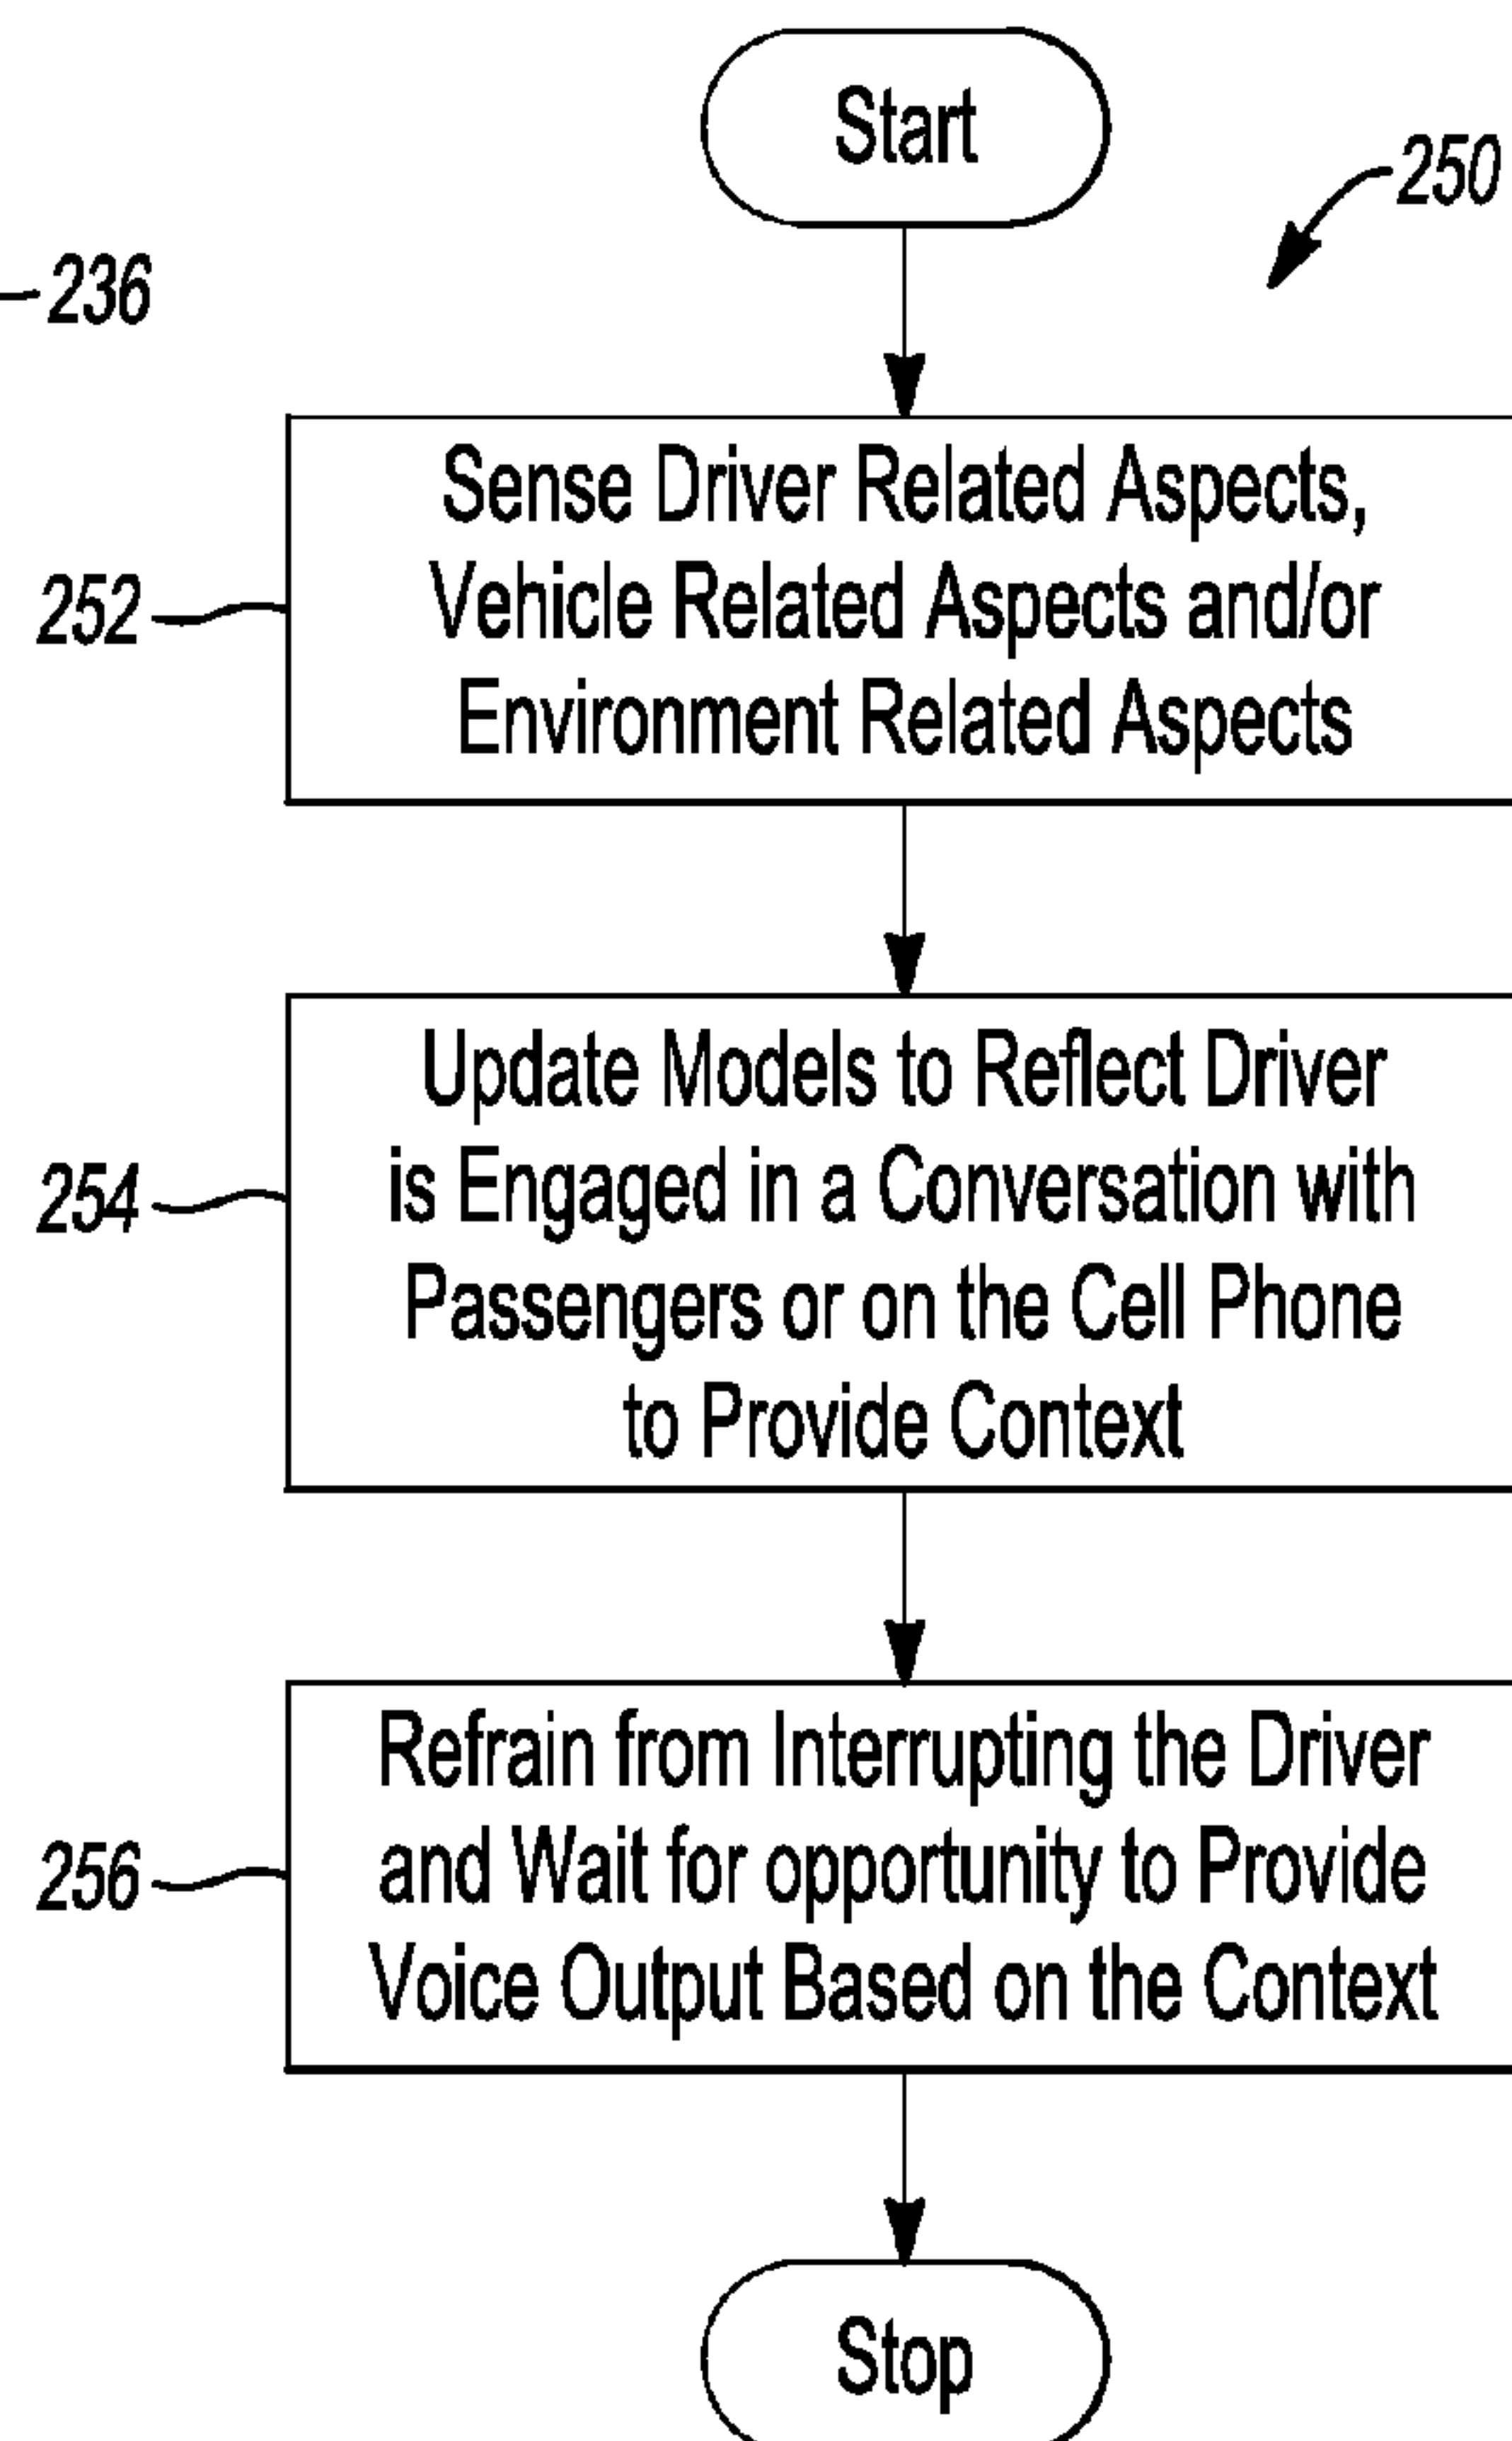 Start
250
236
Sense Driver Related Aspects,
Vehicle Related Aspects and/or
Environment Related Aspects
252
Update Models to Reflect Driver
is Engaged in a Conversation with
Passengers or on the Cell Phone
to Provide Context
254
Refrain from Interrupting the Driver
and Wait for opportunity to Provide
Voice Output Based on the Context
256
Stop